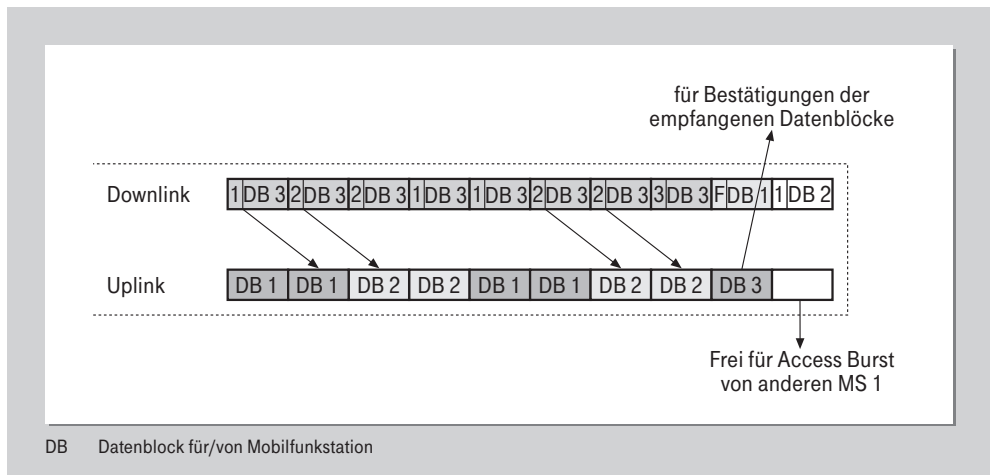 für Bestätigungen der
empfangenen Datenblöcke
Downlink 1 DB 3 2 DB 3 2 DB 3 1 DB 3 1 DB 3 2 DB 3 2 DB 3 3 DB 3 F DB 1 1 DB 2
Uplink DB 1 DB 1 DB 2 DB 2 DB 1 DB 1 DB 2 DB 2 DB 3
Frei für Access Burst
von anderen MS 1
DB Datenblock für/von Mobilfunkstation